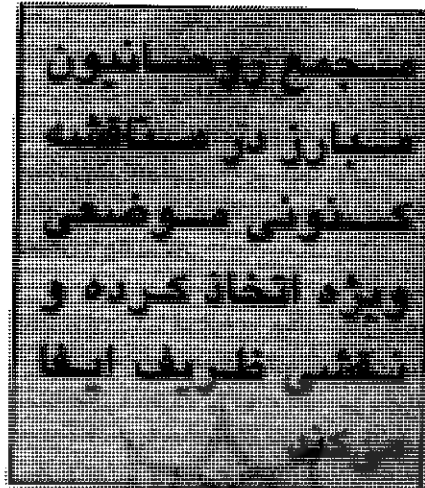 مجمع روحانیون
مبارز در مناقشه
کنونی موضعی
ویژه اتخاذ کرده و
نقشی ظریف ایفا
می‌کند